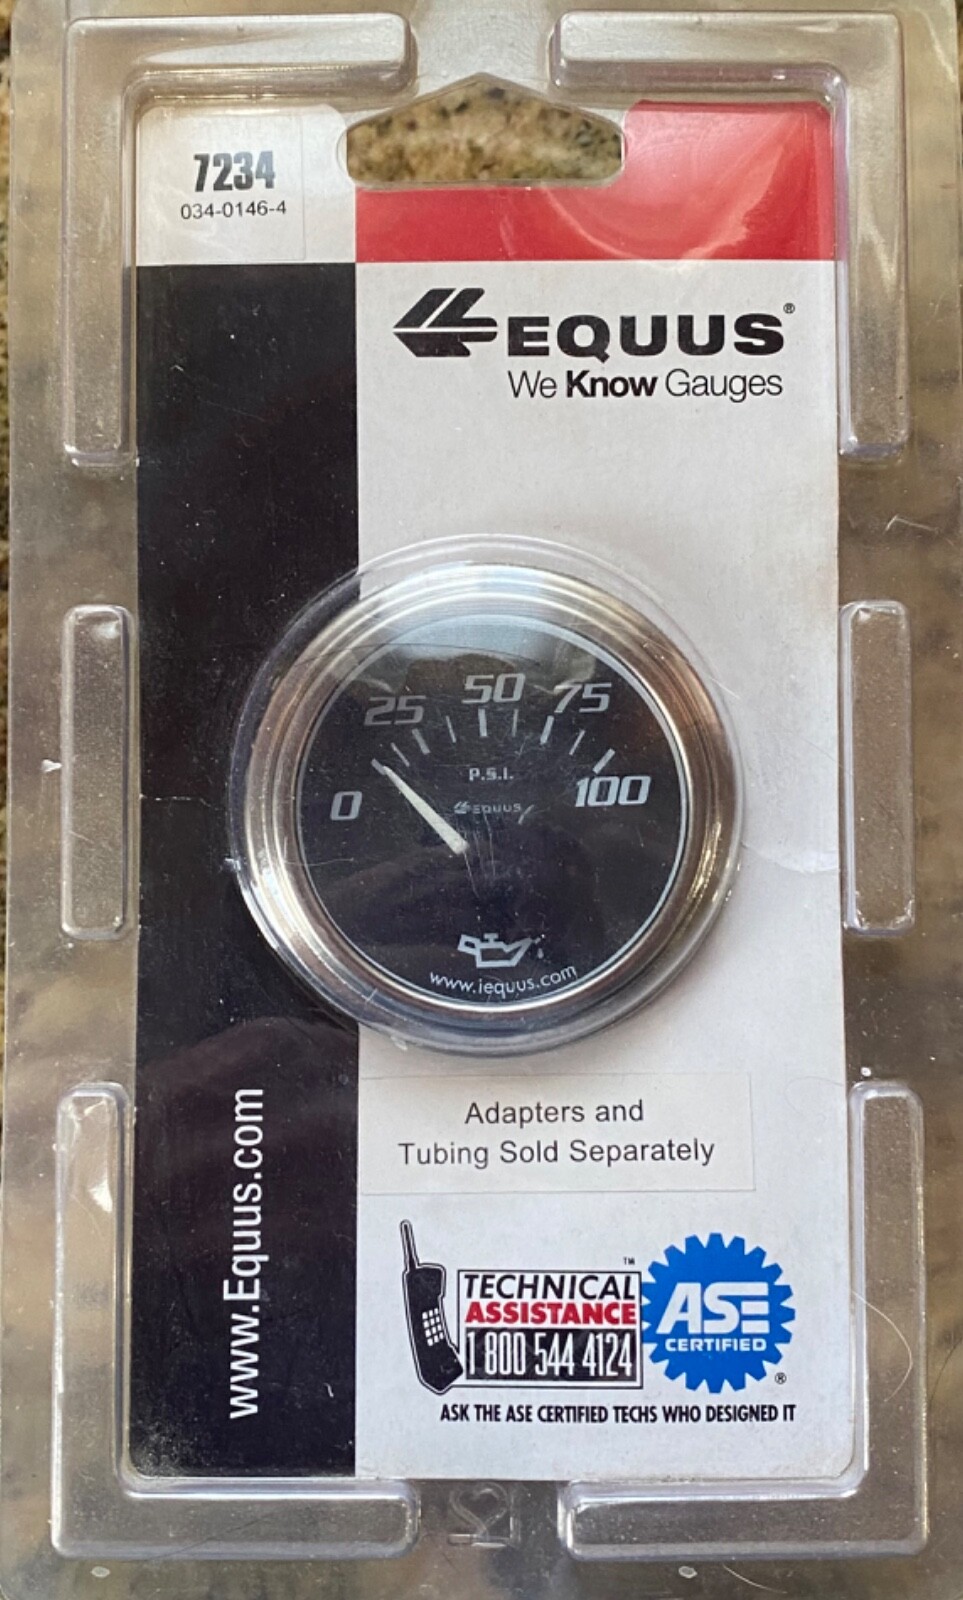 7234
034-0146-4
EQUUS®
We Know Gauges
25 50 75
P.S.I.
0 EQUUS 100
www.iequus.com
Adapters and
Tubing Sold Separately
www.Equus.com
TECHNICAL™
ASSISTANCE
1 800 544 4124
ASE
CERTIFIED
®
ASK THE ASE CERTIFIED TECHS WHO DESIGNED IT
2